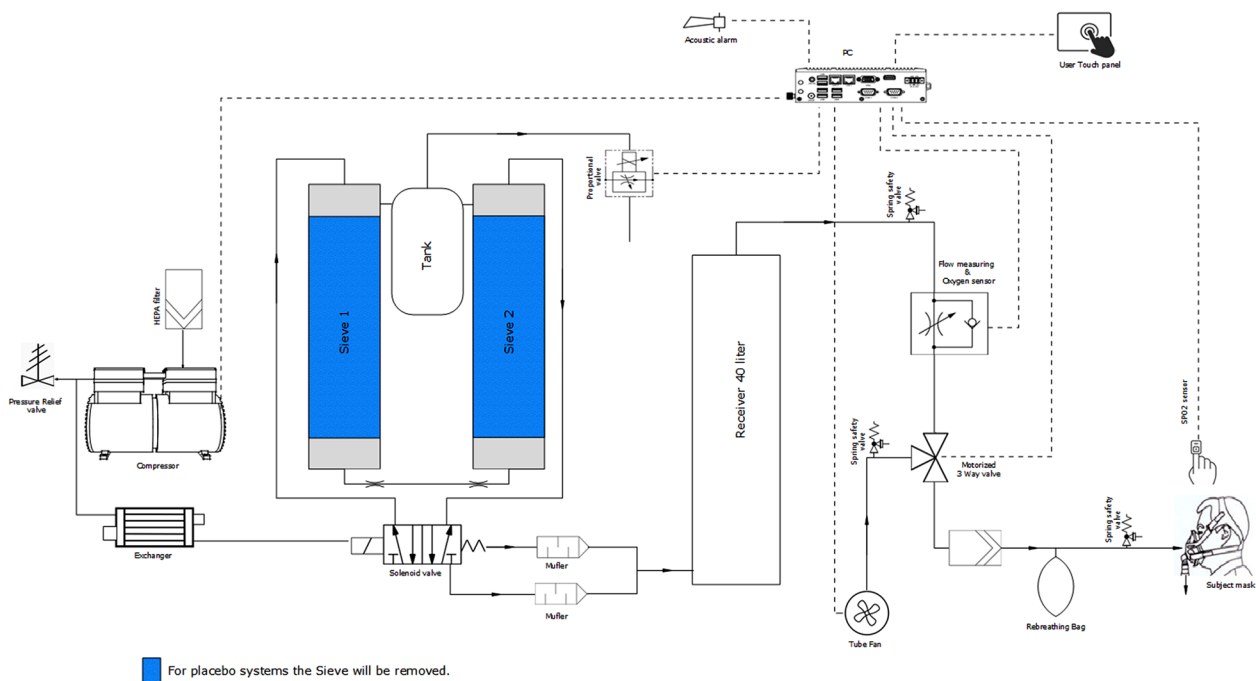 Acoustic alarm
PC
User Touch panel
Proportional
valve
Spring safety
valve
Tank
Sieve 1
Sieve 2
HEPA filter
Pressure Relief
valve
Compressor
Receiver 40 liter
Flow measuring
&
Oxygen sensor
Spring safety
valve
Motorized
3 Way valve
SPO2 sensor
Exchanger
Solenoid valve
Mufler
Mufler
Spring safety
valve
Subject mask
Rebreathing Bag
Tube Fan
For placebo systems the Sieve will be removed.